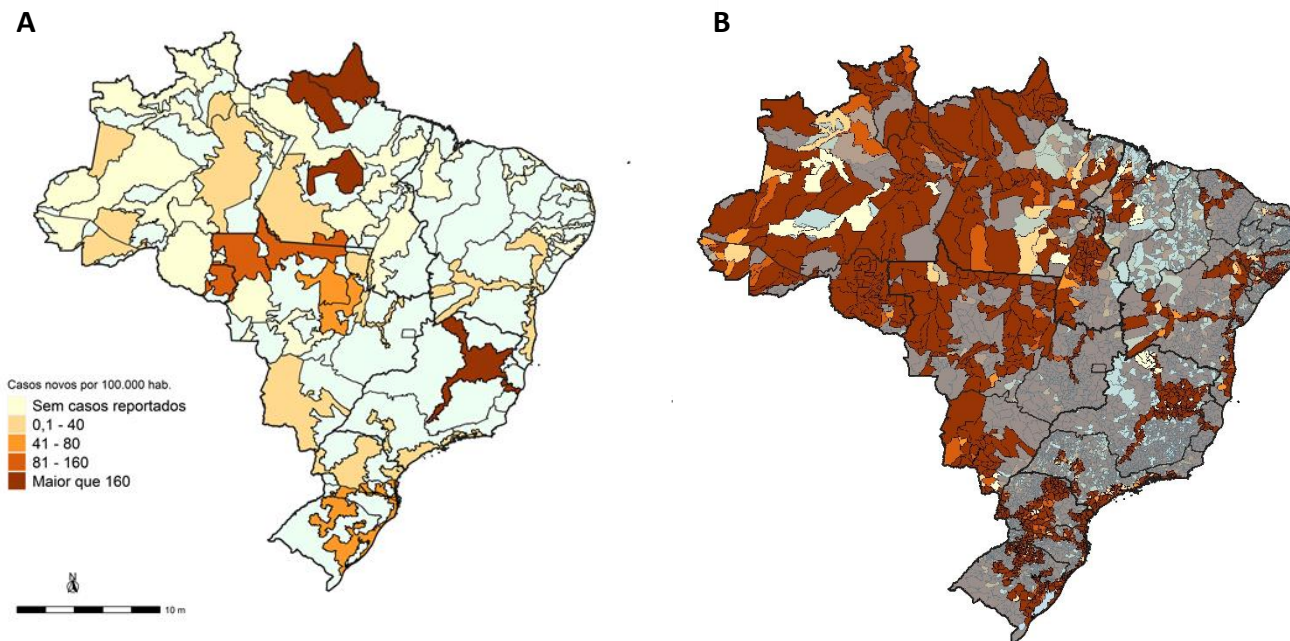 A
B
Casos novos por 100.000 hab.
Sem casos reportados
0,1 - 40
41 - 80
81 - 160
Maior que 160
N
10 m